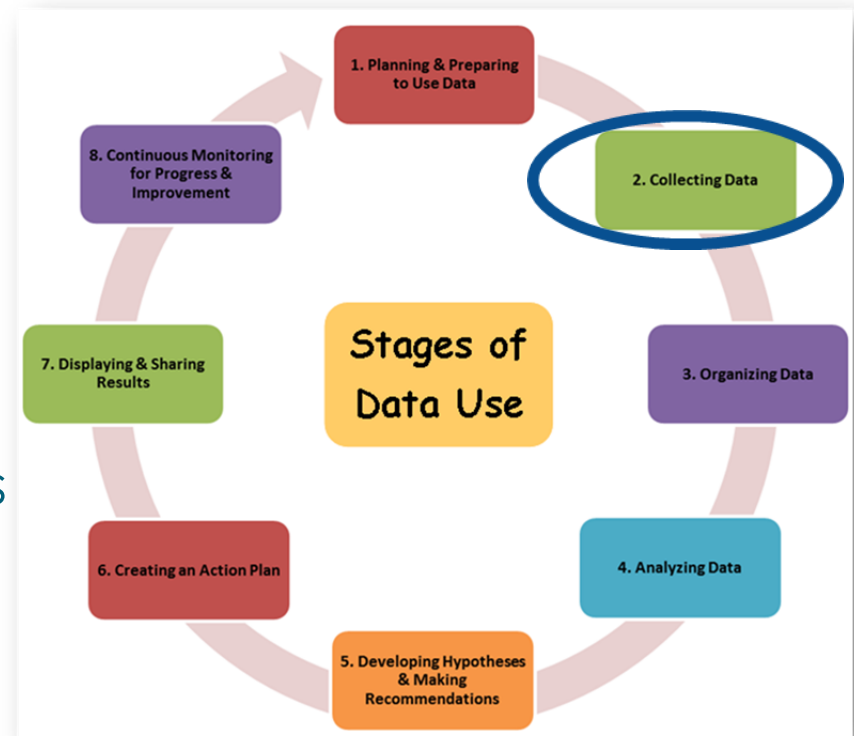 1. Planning & Preparing
to Use Data
2. Collecting Data
3. Organizing Data
4. Analyzing Data
5. Developing Hypotheses
& Making
Recommendations
6. Creating an Action Plan
7. Displaying & Sharing
Results
8. Continuous Monitoring
for Progress &
Improvement
Stages of
Data Use
s